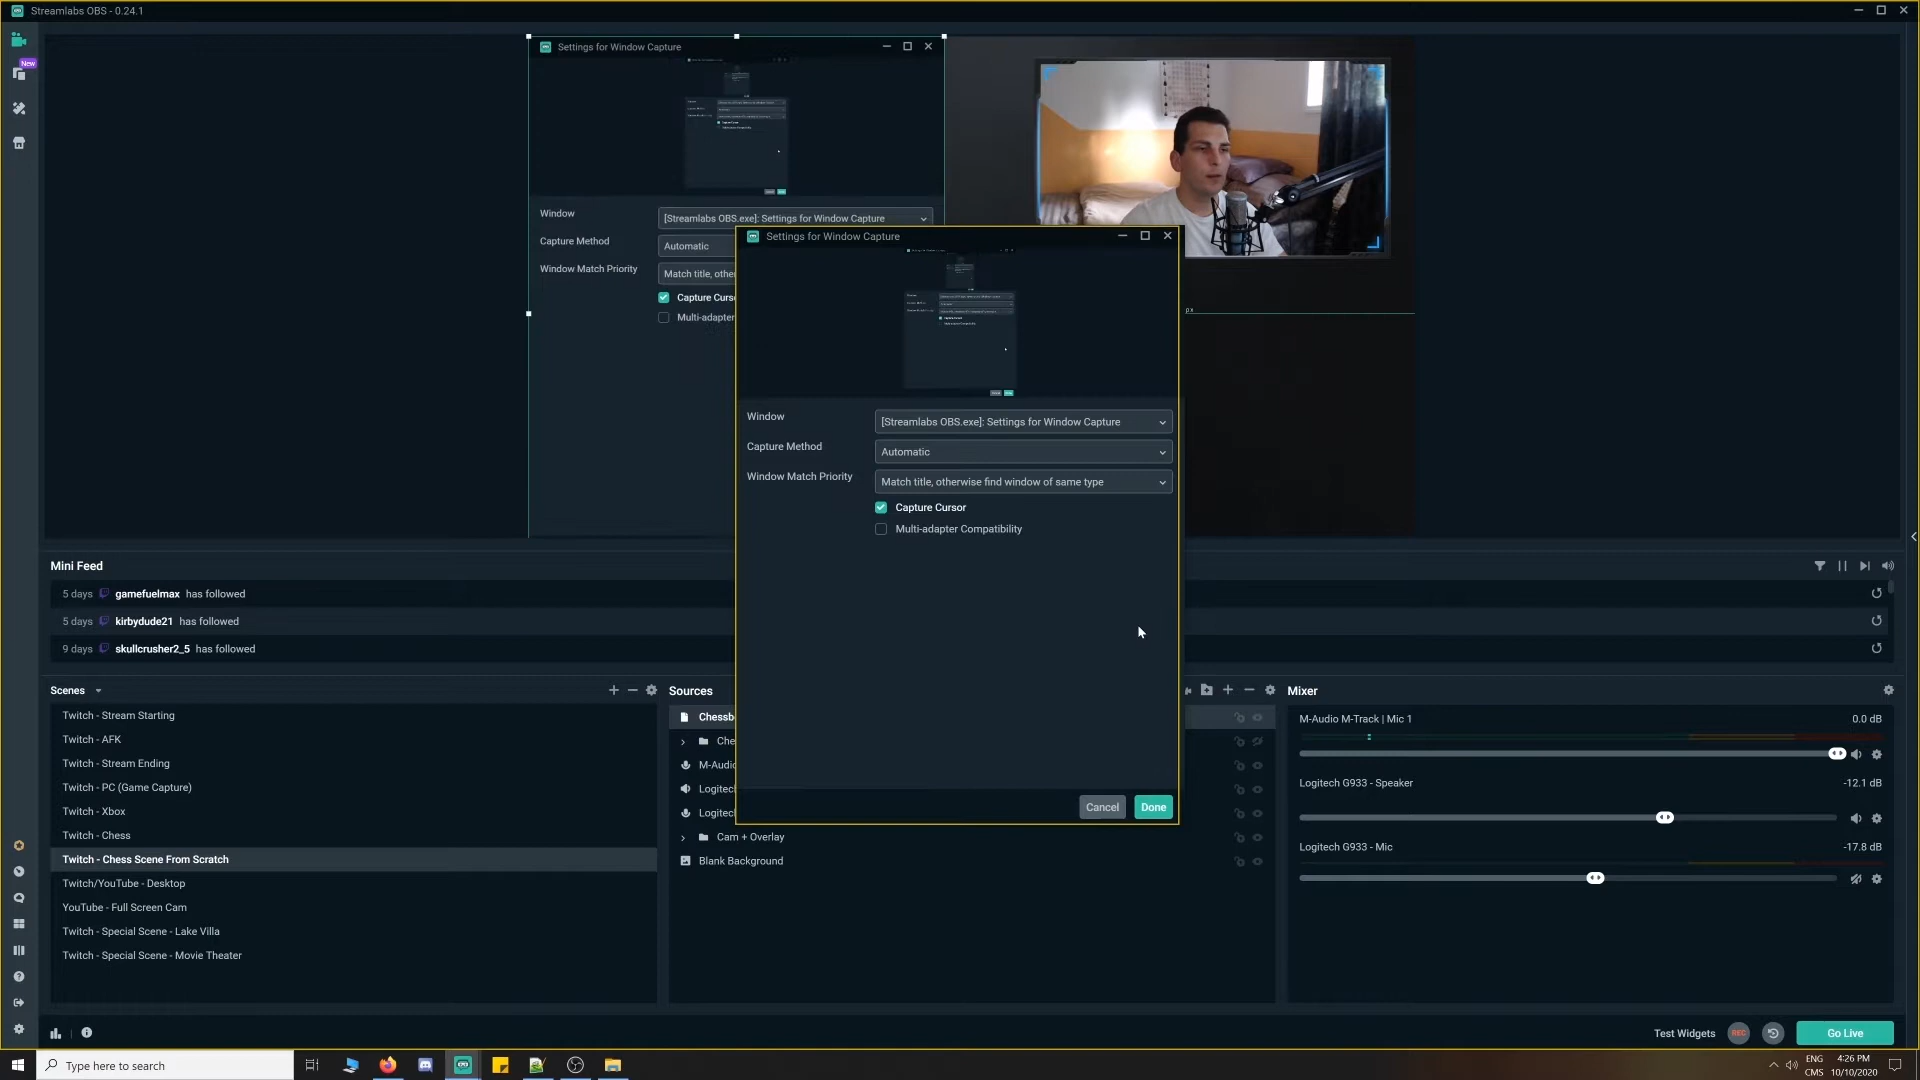 Streamlabs OBS - 0.24.1
New
Settings for Window Capture
Window
[Streamlabs OBS.exe]: Settings for Window Capture
Capture Method
Automatic
Window Match Priority
Match title, othe
Capture Curs
Multi-adapter
px
Settings for Window Capture
Window
[Streamlabs OBS.exe]: Settings for Window Capture
Capture Method
Automatic
Window Match Priority
Match title, otherwise find window of same type
Capture Cursor
Multi-adapter Compatibility
Cancel
Done
Mini Feed
5 days gamefuelmax has followed
5 days kirbydude21 has followed
9 days skullcrusher2_5 has followed
Scenes
Twitch - Stream Starting
Twitch - AFK
Twitch - Stream Ending
Twitch - PC (Game Capture)
Twitch - Xbox
Twitch - Chess
Twitch - Chess Scene From Scratch
Twitch/YouTube - Desktop
YouTube - Full Screen Cam
Twitch - Special Scene - Lake Villa
Twitch - Special Scene - Movie Theater
Sources
Chessb
Che
M-Audi
Logitec
Logitec
Cam + Overlay
Blank Background
Mixer
M-Audio M-Track | Mic 1 0.0 dB
Logitech G933 - Speaker -12.1 dB
Logitech G933 - Mic -17.8 dB
Test Widgets
REC
Go Live
Type here to search
ENG
CMS
4:26 PM
10/10/2020